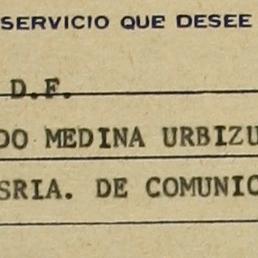 SERVICIO QUE DESEE
D.F.
DO MEDINA URBIZU
SRIA. DE COMUNIC